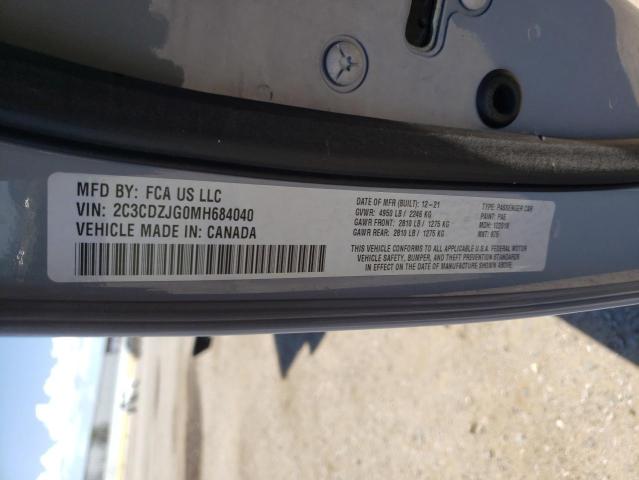 MFD BY: FCA US LLC
VIN: 2C3CDZJG0MH684040
VEHICLE MADE IN: CANADA
DATE OF MFR (BUILT): 12-21
GVWR: 4950 LB / 2246 KG
GAWR FRONT: 2810 LB / 1275 KG
GAWR REAR: 2810 LB / 1275 KG
THIS VEHICLE CONFORMS TO ALL APPLICABLE U.S.A. FEDERAL MOTOR
VEHICLE SAFETY, BUMPER, AND THEFT PREVENTION STANDARDS
IN EFFECT ON THE DATE OF MANUFACTURE SHOWN ABOVE.
TYPE: PASSENGER CAR
PAINT: PAE
MDH:
MXT: